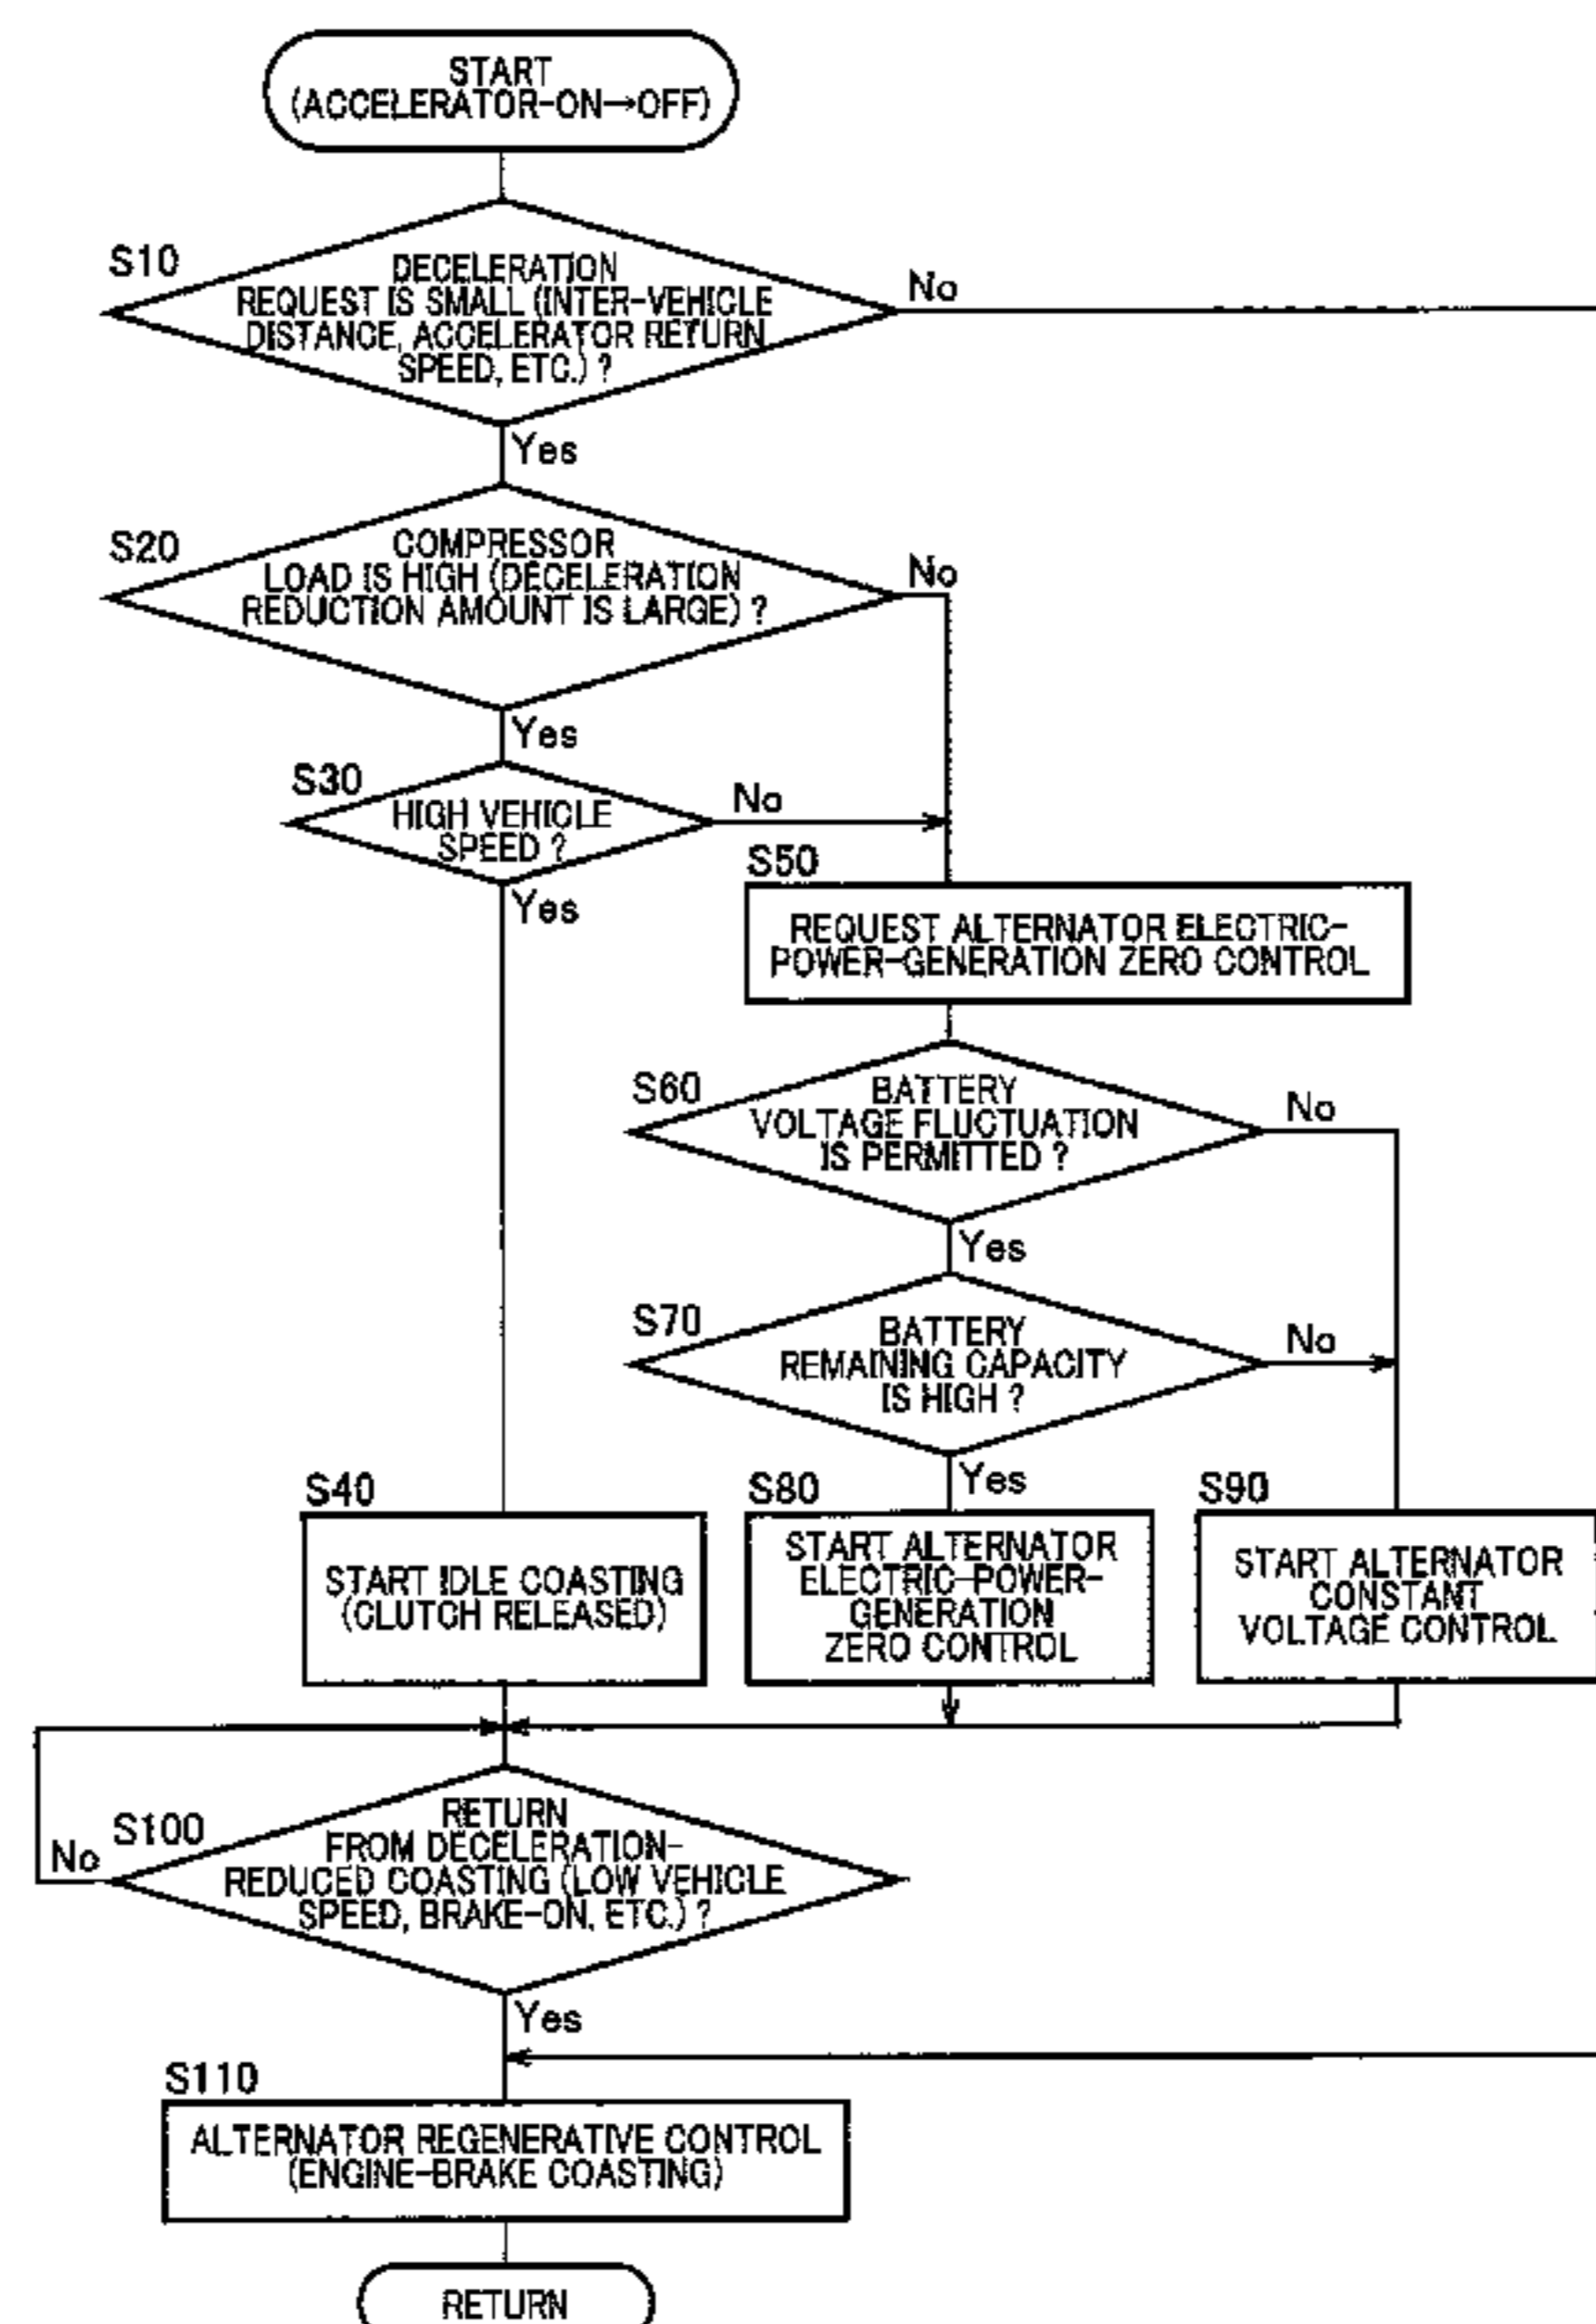 START
(ACCELERATOR-ON→OFF)
S10
DECELERATION
REQUEST IS SMALL (INTER-VEHICLE
DISTANCE, ACCELERATOR RETURN
SPEED, ETC.) ?
No
Yes
S20
COMPRESSOR
LOAD IS HIGH (DECELERATION
REDUCTION AMOUNT IS LARGE) ?
No
Yes
S30
HIGH VEHICLE
SPEED ?
No
Yes
S50
REQUEST ALTERNATOR ELECTRIC-
POWER-GENERATION ZERO CONTROL
S60
BATTERY
VOLTAGE FLUCTUATION
IS PERMITTED ?
No
Yes
S70
BATTERY
REMAINING CAPACITY
IS HIGH ?
No
Yes
S40
START IDLE COASTING
(CLUTCH RELEASED)
S80
START ALTERNATOR
ELECTRIC-POWER-
GENERATION
ZERO CONTROL
S90
START ALTERNATOR
CONSTANT
VOLTAGE CONTROL
S100
RETURN
FROM DECELERATION-
REDUCED COASTING (LOW VEHICLE
SPEED, BRAKE-ON, ETC.) ?
No
Yes
S110
ALTERNATOR REGENERATIVE CONTROL
(ENGINE-BRAKE COASTING)
RETURN